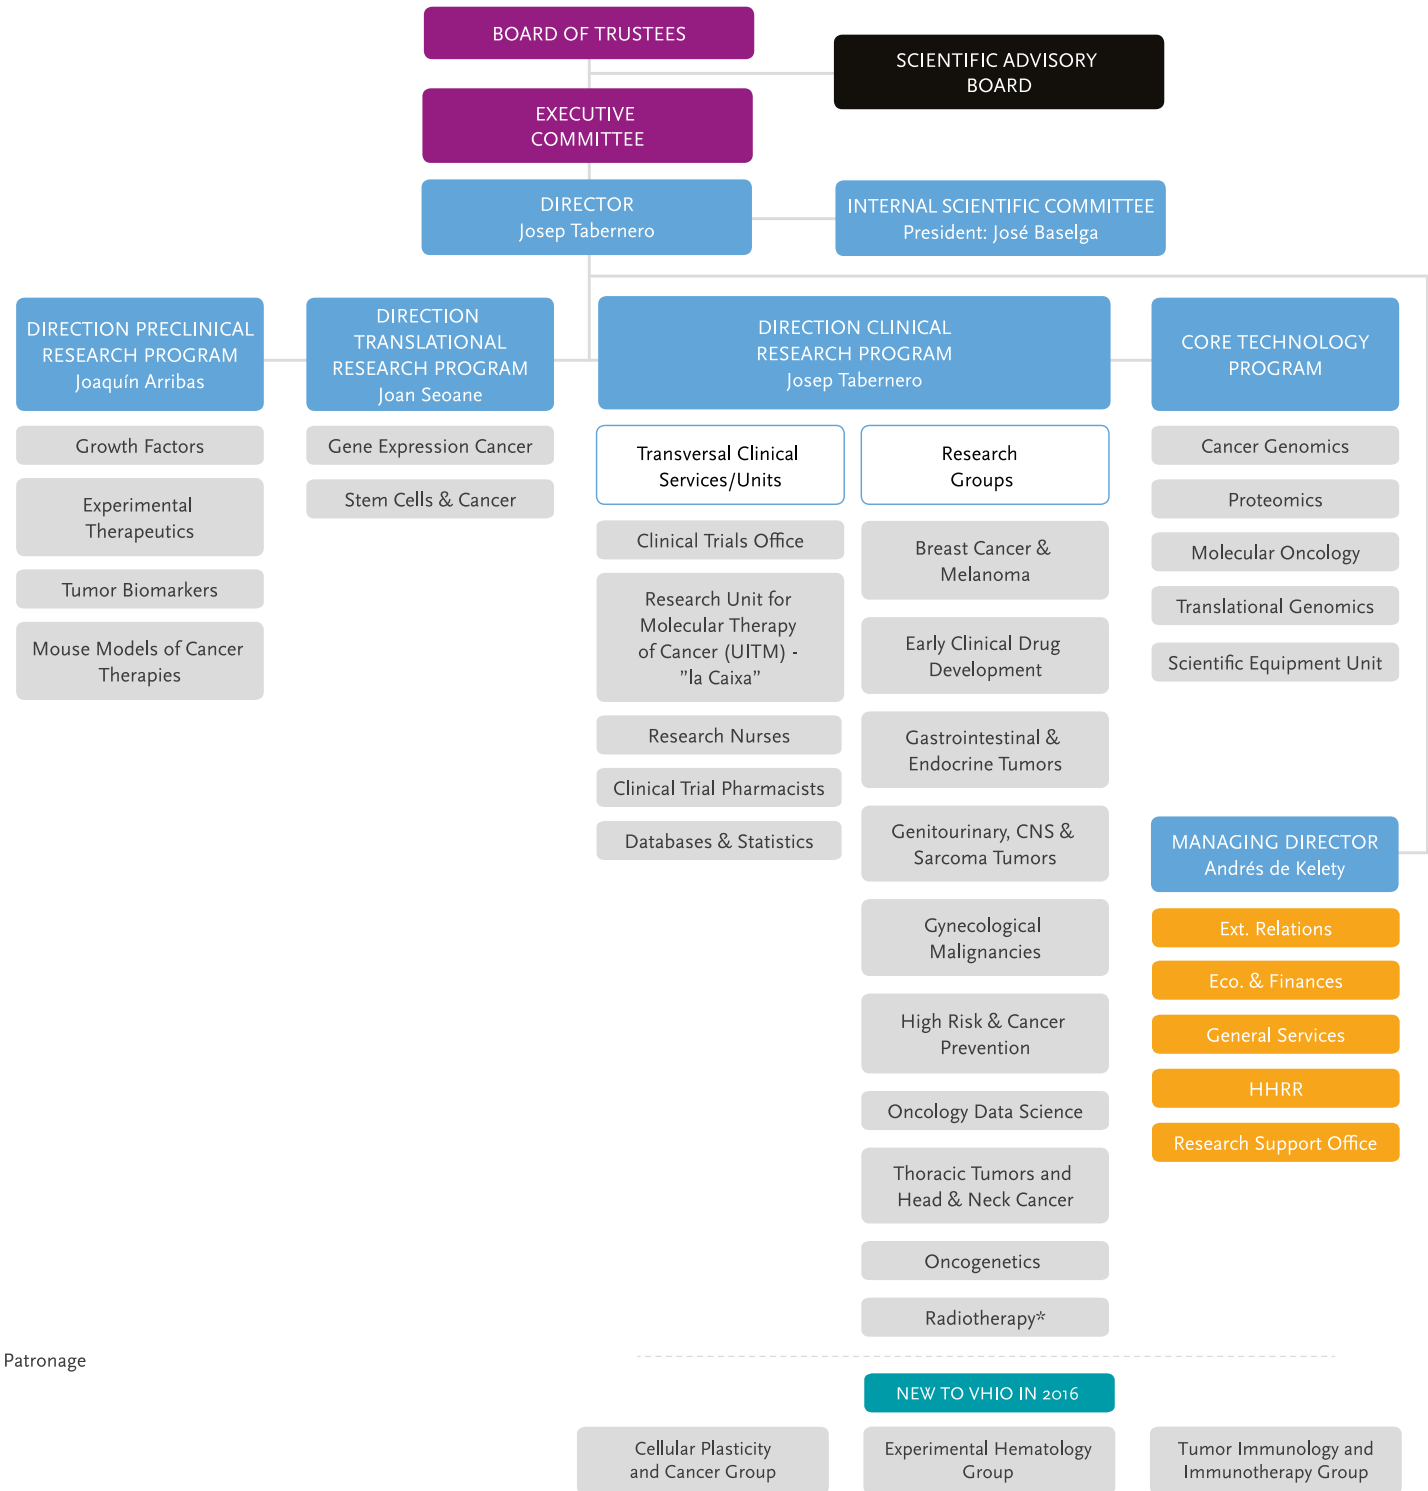 BOARD OF TRUSTEES
SCIENTIFIC ADVISORY
BOARD
EXECUTIVE
COMMITTEE
DIRECTOR
Josep Tabernero
INTERNAL SCIENTIFIC COMMITTEE
President: José Baselga
DIRECTION PRECLINICAL
RESEARCH PROGRAM
Joaquín Arribas
Growth Factors
Experimental
Therapeutics
Tumor Biomarkers
Mouse Models of Cancer
Therapies
DIRECTION
TRANSLATIONAL
RESEARCH PROGRAM
Joan Seoane
Gene Expression Cancer
Stem Cells & Cancer
DIRECTION CLINICAL
RESEARCH PROGRAM
Josep Tabernero
Transversal Clinical
Services/Units
Clinical Trials Office
Research Unit for
Molecular Therapy
of Cancer (UITM) -
”la Caixa”
Research Nurses
Clinical Trial Pharmacists
Databases & Statistics
Research
Groups
Breast Cancer &
Melanoma
Early Clinical Drug
Development
Gastrointestinal &
Endocrine Tumors
Genitourinary, CNS &
Sarcoma Tumors
Gynecological
Malignancies
High Risk & Cancer
Prevention
Oncology Data Science
Thoracic Tumors and
Head & Neck Cancer
Oncogenetics
Radiotherapy*
CORE TECHNOLOGY
PROGRAM
Cancer Genomics
Proteomics
Molecular Oncology
Translational Genomics
Scientific Equipment Unit
MANAGING DIRECTOR
Andrés de Kelety
Ext. Relations
Eco. & Finances
General Services
HHRR
Research Support Office
Patronage
NEW TO VHIO IN 2016
Cellular Plasticity
and Cancer Group
Experimental Hematology
Group
Tumor Immunology and
Immunotherapy Group